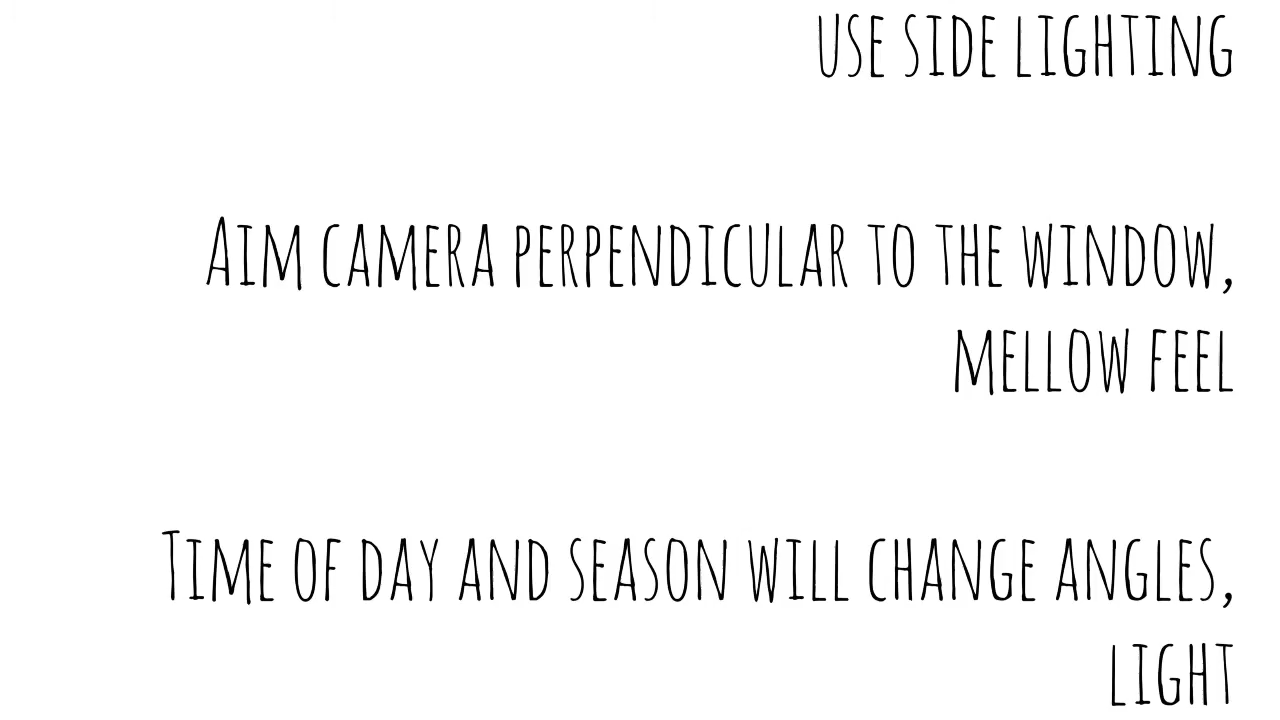 USE SIDE LIGHTING
AIM CAMERA PERPENDICULAR TO THE WINDOW,
MELLOW FEEL
TIME OF DAY AND SEASON WILL CHANGE ANGLES,
LIGHT